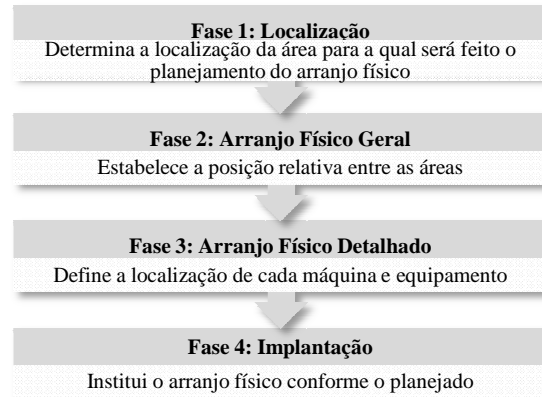 Fase 1: Localização
Determina a localização da área para a qual será feito o
planejamento do arranjo físico
Fase 2: Arranjo Físico Geral
Estabelece a posição relativa entre as áreas
Fase 3: Arranjo Físico Detalhado
Define a localização de cada máquina e equipamento
Fase 4: Implantação
Institui o arranjo físico conforme o planejado